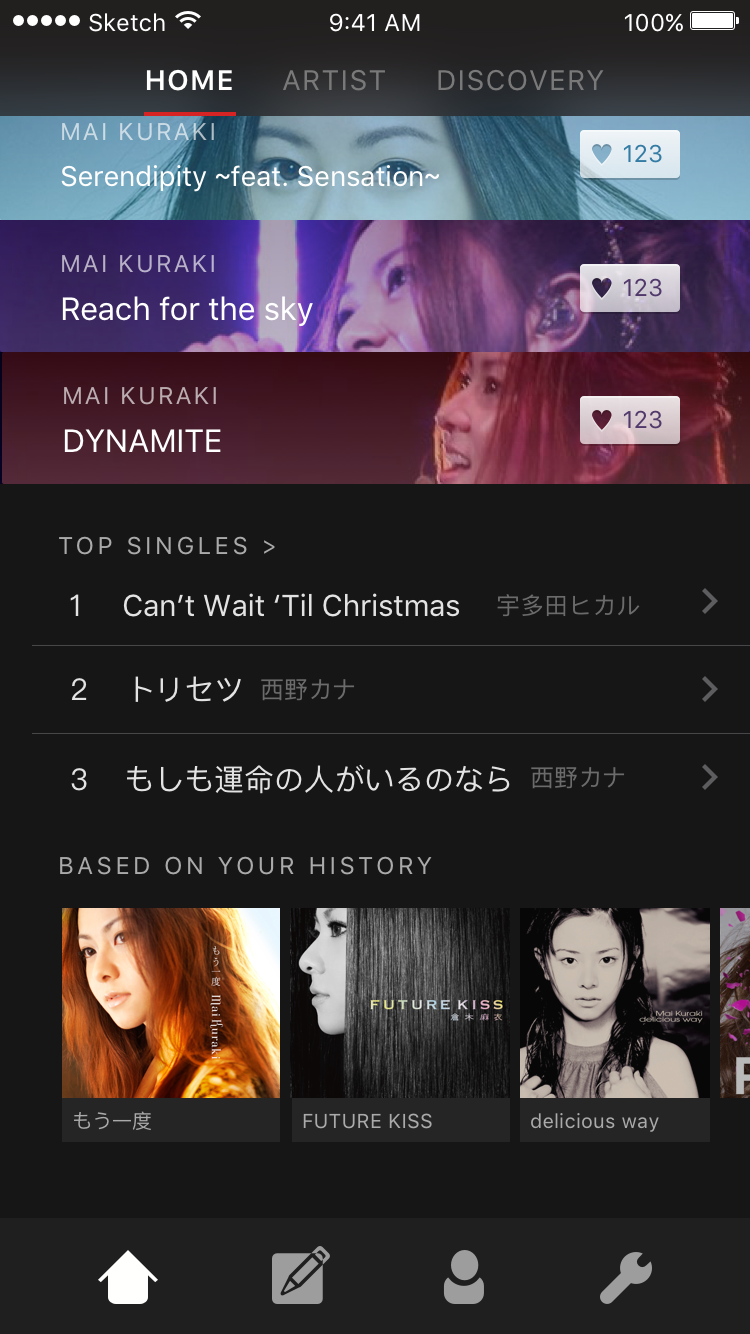 Sketch 9:41 AM 100%
HOME ARTIST DISCOVERY
MAI KURAKI
Serendipity ~feat. Sensation~
123
MAI KURAKI
Reach for the sky
123
MAI KURAKI
DYNAMITE
123
TOP SINGLES >
1 Can’t Wait ‘Til Christmas 宇多田ヒカル
2 トリセツ 西野カナ
3 もしも運命の人がいるのなら 西野カナ
BASED ON YOUR HISTORY
もう一度 mai kuraki
FUTURE KISS
倉木麻衣
Mai Kuraki
delicious way
もう一度
FUTURE KISS
delicious way